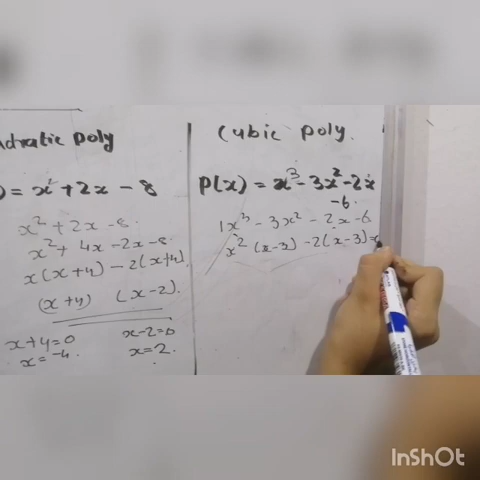 adratic poly
) = x² + 2x - 8
x² + 2x - 8.
x² + 4x - 2x - 8.
x(x+4) - 2(x+4)
(x+4) (x-2).
x+4=0 x-2=0
x=-4. x=2.
Cubic poly.
P(x) = x³ - 3x² - 2x
-6.
1x³ - 3x² - 2x - 6
x² (x-3) - 2(x-3) =
InShOt